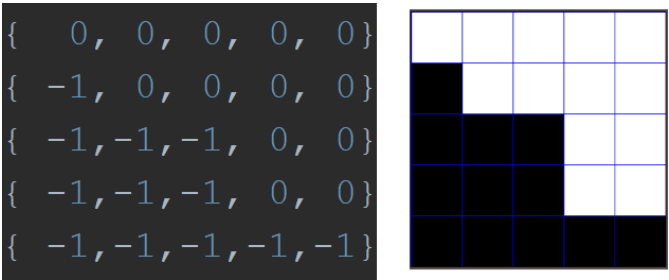 { 0, 0, 0, 0, 0}
{ -1, 0, 0, 0, 0}
{ -1,-1,-1, 0, 0}
{ -1,-1,-1, 0, 0}
{ -1,-1,-1,-1,-1}